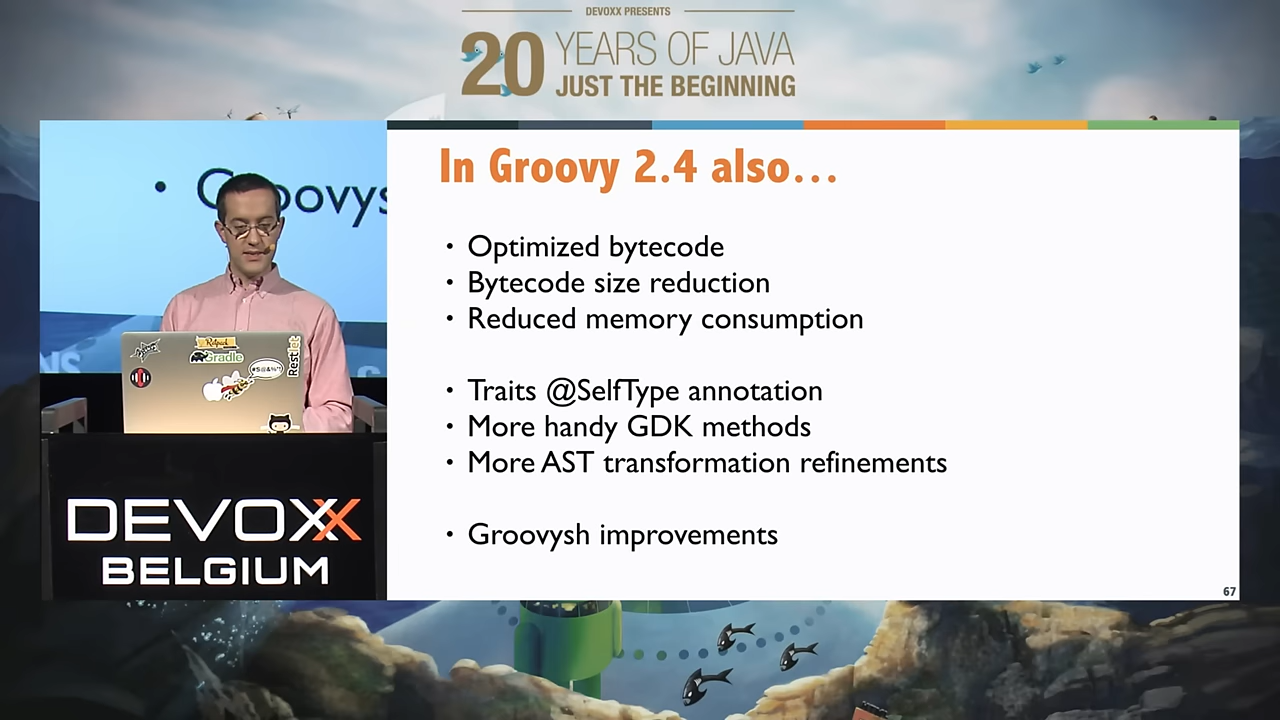 DEVOXX PRESENTS
20 YEARS OF JAVA
JUST THE BEGINNING
In Groovy 2.4 also…
• Optimized bytecode
• Bytecode size reduction
• Reduced memory consumption
• Traits @SelfType annotation
• More handy GDK methods
• More AST transformation refinements
• Groovysh improvements
67
• Groovys
Ratpack
Gradle
Restlet
#$@&%*!
DEVOXX
BELGIUM